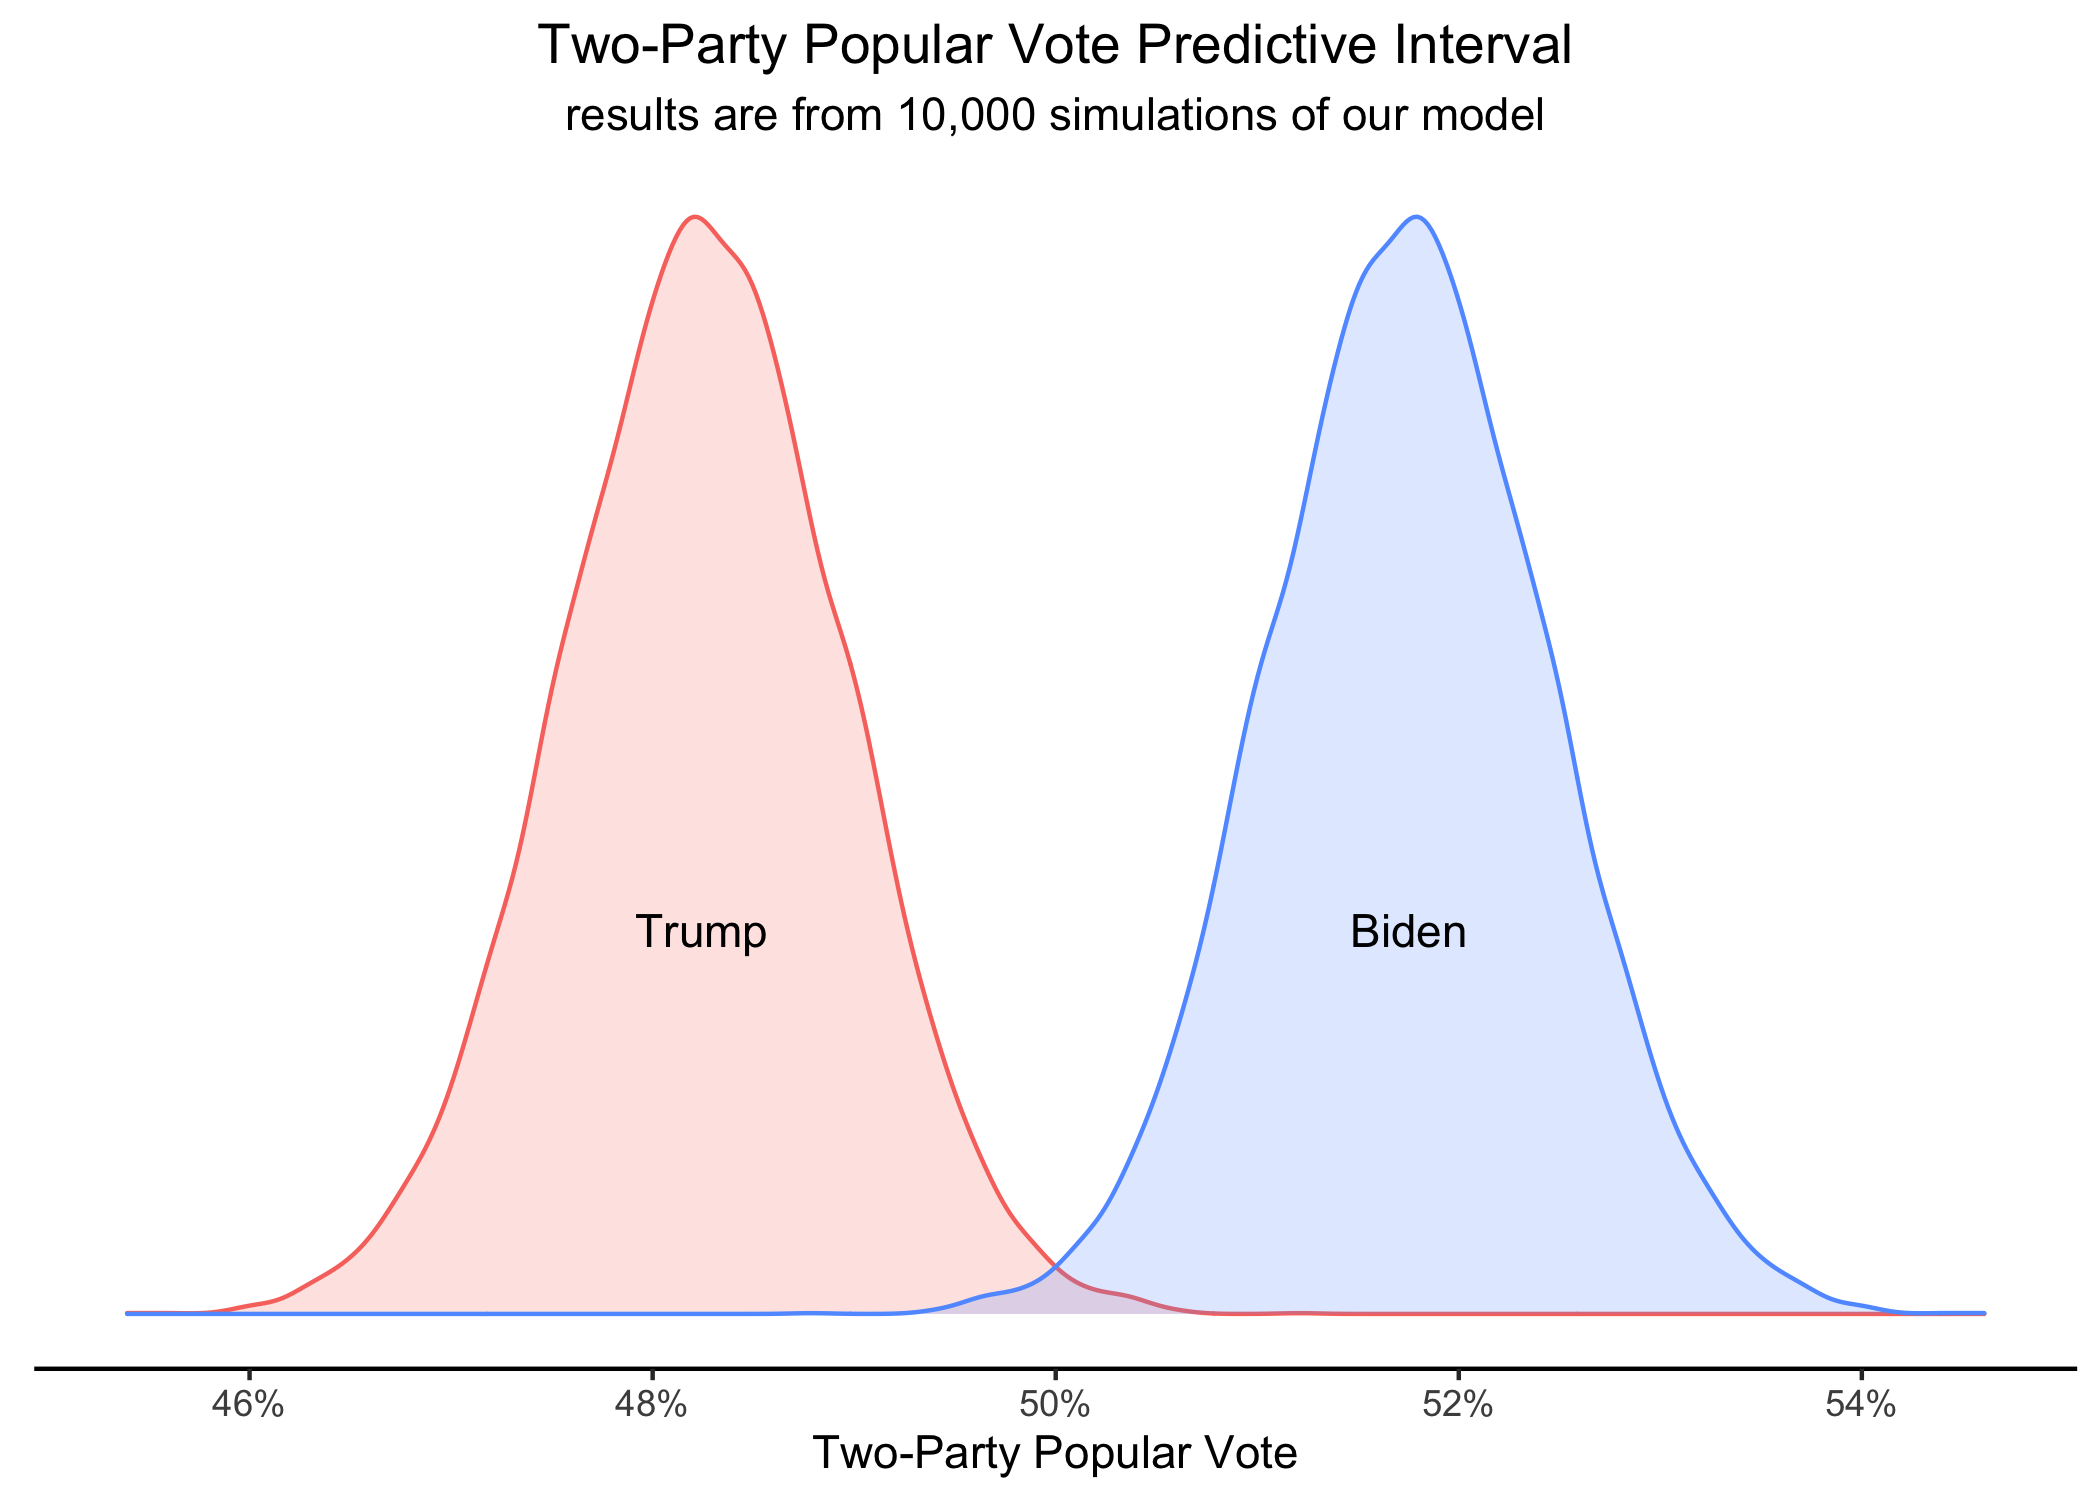 Two-Party Popular Vote Predictive Interval
results are from 10,000 simulations of our model
Trump
Biden
46%
48%
50%
52%
54%
Two-Party Popular Vote